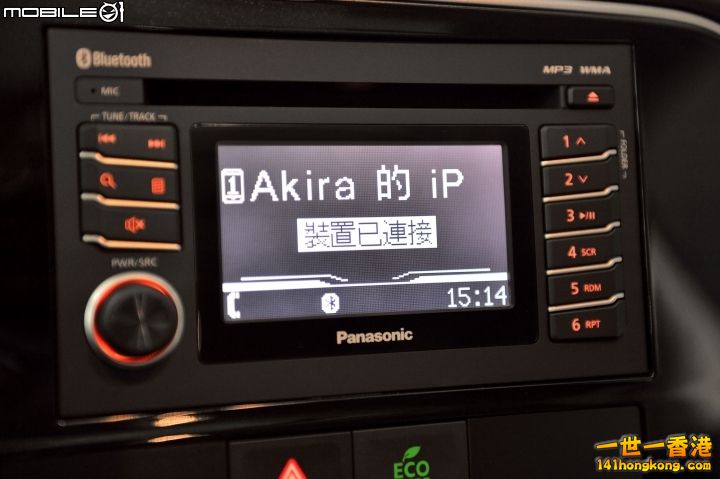 MOBILE01
Bluetooth
MP3 WMA
MIC
TUNE/TRACK
PWR/SRC
1 Akira 的 iP
裝置已連接
15:14
Panasonic
1
2
3
4 SCR
5 RDM
6 RPT
FOLDER
ECO
一世一香港
141hongkong.com